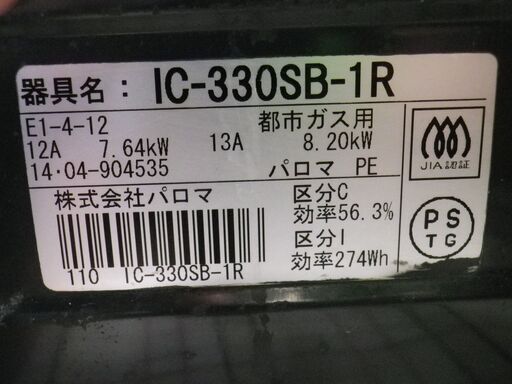 器具名: IC-330SB-1R
E1-4-12 都市ガス用
12A 7.64kW 13A 8.20kW
14·04-904535 パロマ PE
JIA認証
株式会社パロマ
区分C
効率56.3%
区分I
効率274Wh
110 IC-330SB-1R
PS
TG